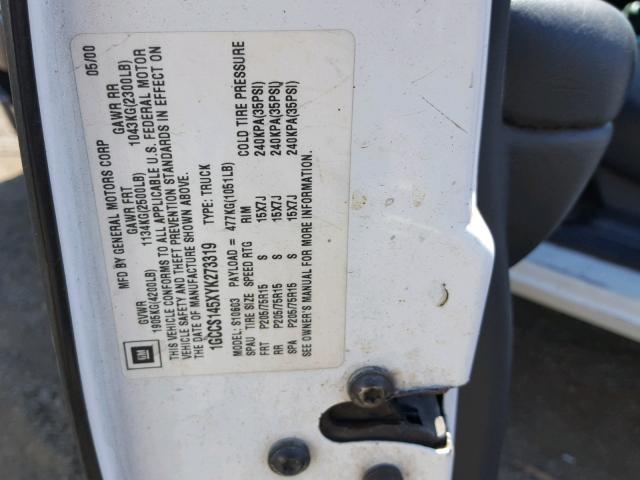 MFD BY GENERAL MOTORS CORP 05/00
GVWR GAWR FRT GAWR RR
1905KG(4200LB) 1134KG(2500LB) 1043KG(2300LB)
THIS VEHICLE CONFORMS TO ALL APPLICABLE U.S. FEDERAL MOTOR
VEHICLE SAFETY AND THEFT PREVENTION STANDARDS IN EFFECT ON
THE DATE OF MANUFACTURE SHOWN ABOVE.
1GCCS145XYK273319 TYPE: TRUCK
MODEL: S10603 PAYLOAD = 477KG(1051LB)
SPAU TIRE SIZE SPEED RTG RIM COLD TIRE PRESSURE
FRT P205/75R15 S 15X7J 240KPA(35PSI)
RR P205/75R15 S 15X7J 240KPA(35PSI)
SPA P205/75R15 S 15X7J 240KPA(35PSI)
SEE OWNER'S MANUAL FOR MORE INFORMATION.
GM